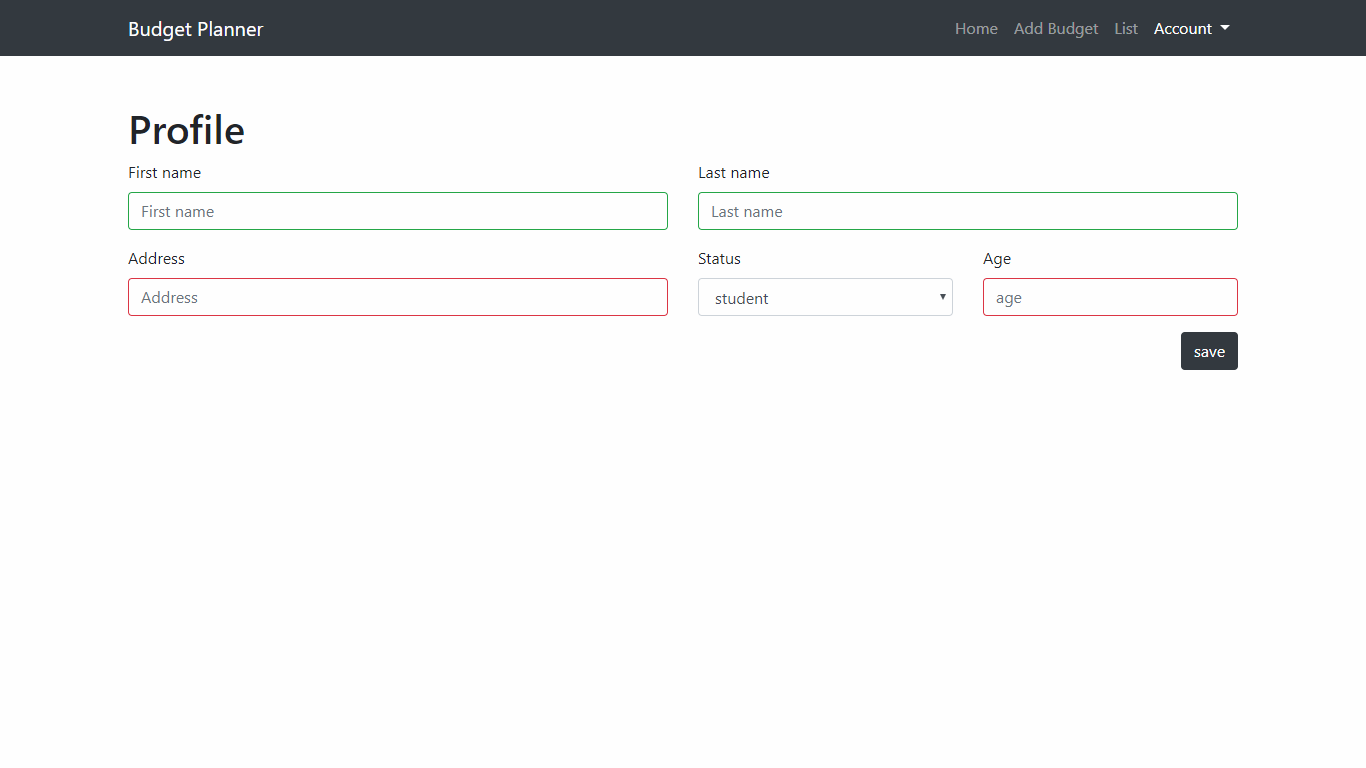 Budget Planner Home Add Budget List Account
Profile
First name Last name
First name Last name
Address Status Age
Address student age
save